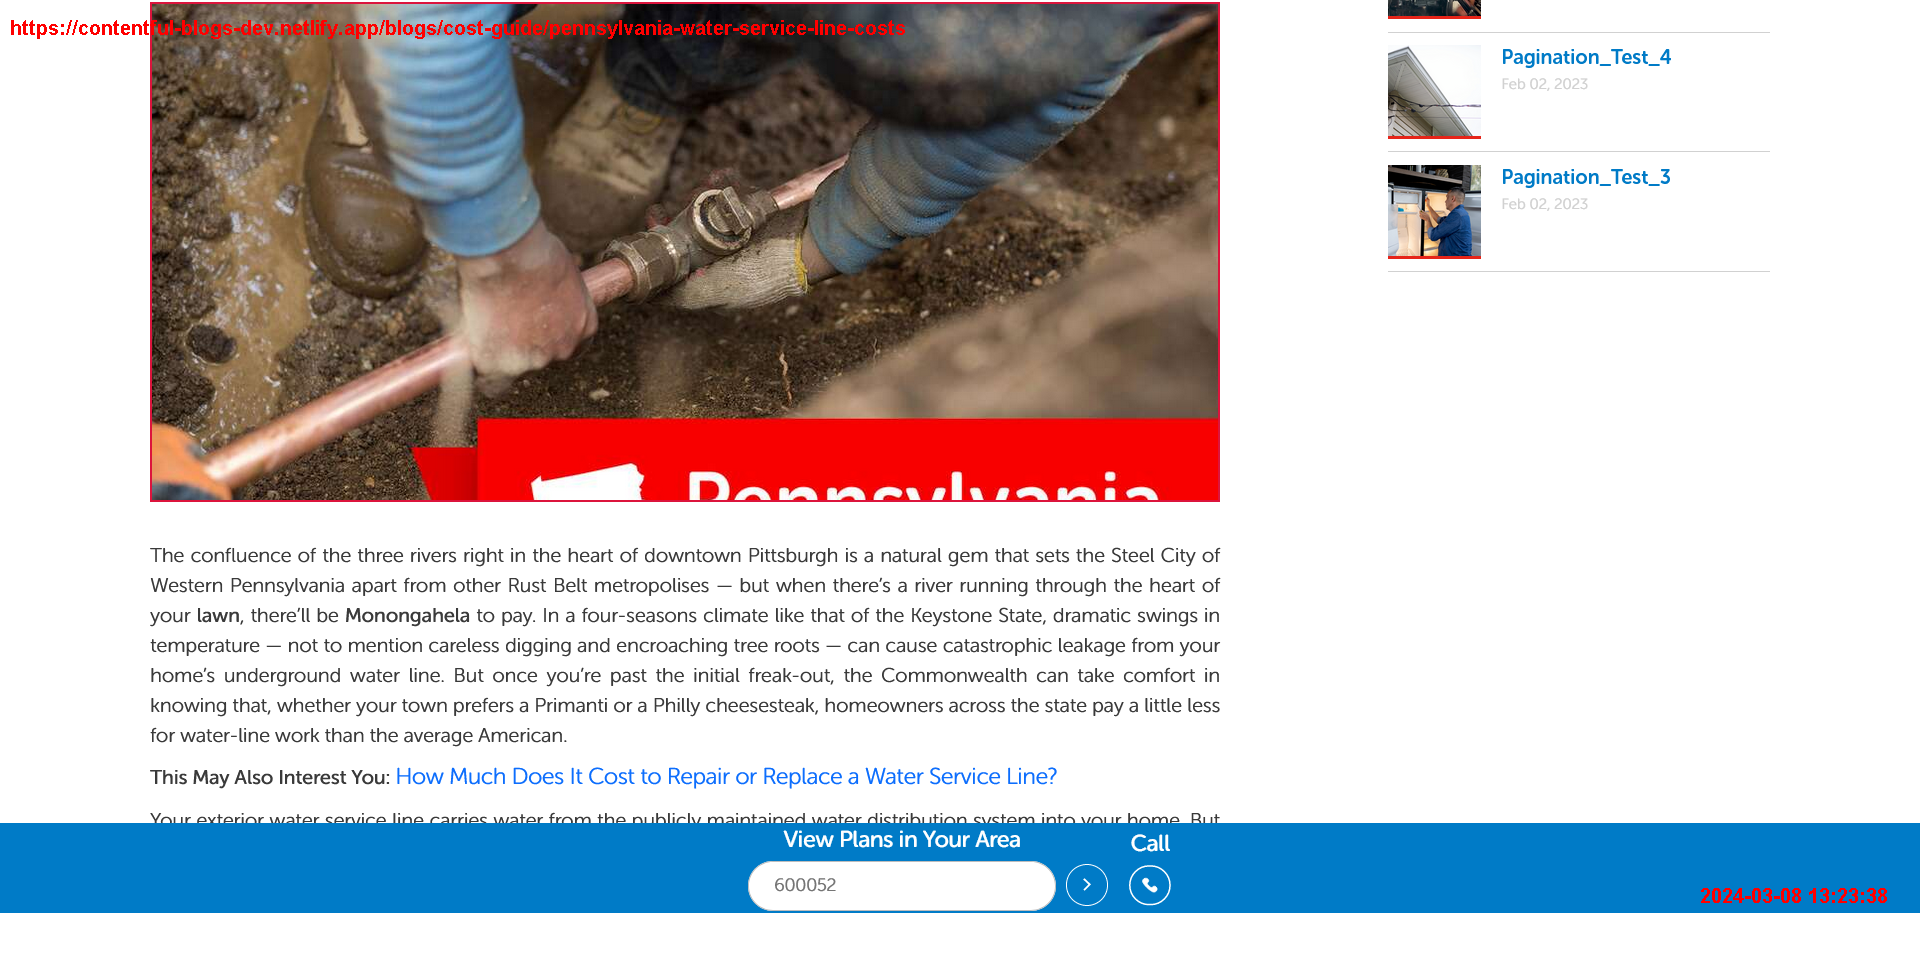 https://contentful-blogs-dev.netlify.app/blogs/cost-guide/pennsylvania-water-service-line-costs
Pennsylvania
The confluence of the three rivers right in the heart of downtown Pittsburgh is a natural gem that sets the Steel City of
Western Pennsylvania apart from other Rust Belt metropolises — but when there’s a river running through the heart of
your lawn, there’ll be Monongahela to pay. In a four-seasons climate like that of the Keystone State, dramatic swings in
temperature — not to mention careless digging and encroaching tree roots — can cause catastrophic leakage from your
home’s underground water line. But once you’re past the initial freak-out, the Commonwealth can take comfort in
knowing that, whether your town prefers a Primanti or a Philly cheesesteak, homeowners across the state pay a little less
for water-line work than the average American.
This May Also Interest You: How Much Does It Cost to Repair or Replace a Water Service Line?
Your exterior water service line carries water from the publicly maintained water distribution system into your home. But
Pagination_Test_4
Feb 02, 2023
Pagination_Test_3
Feb 02, 2023
View Plans in Your Area
600052
Call
2024-03-08 13:23:38